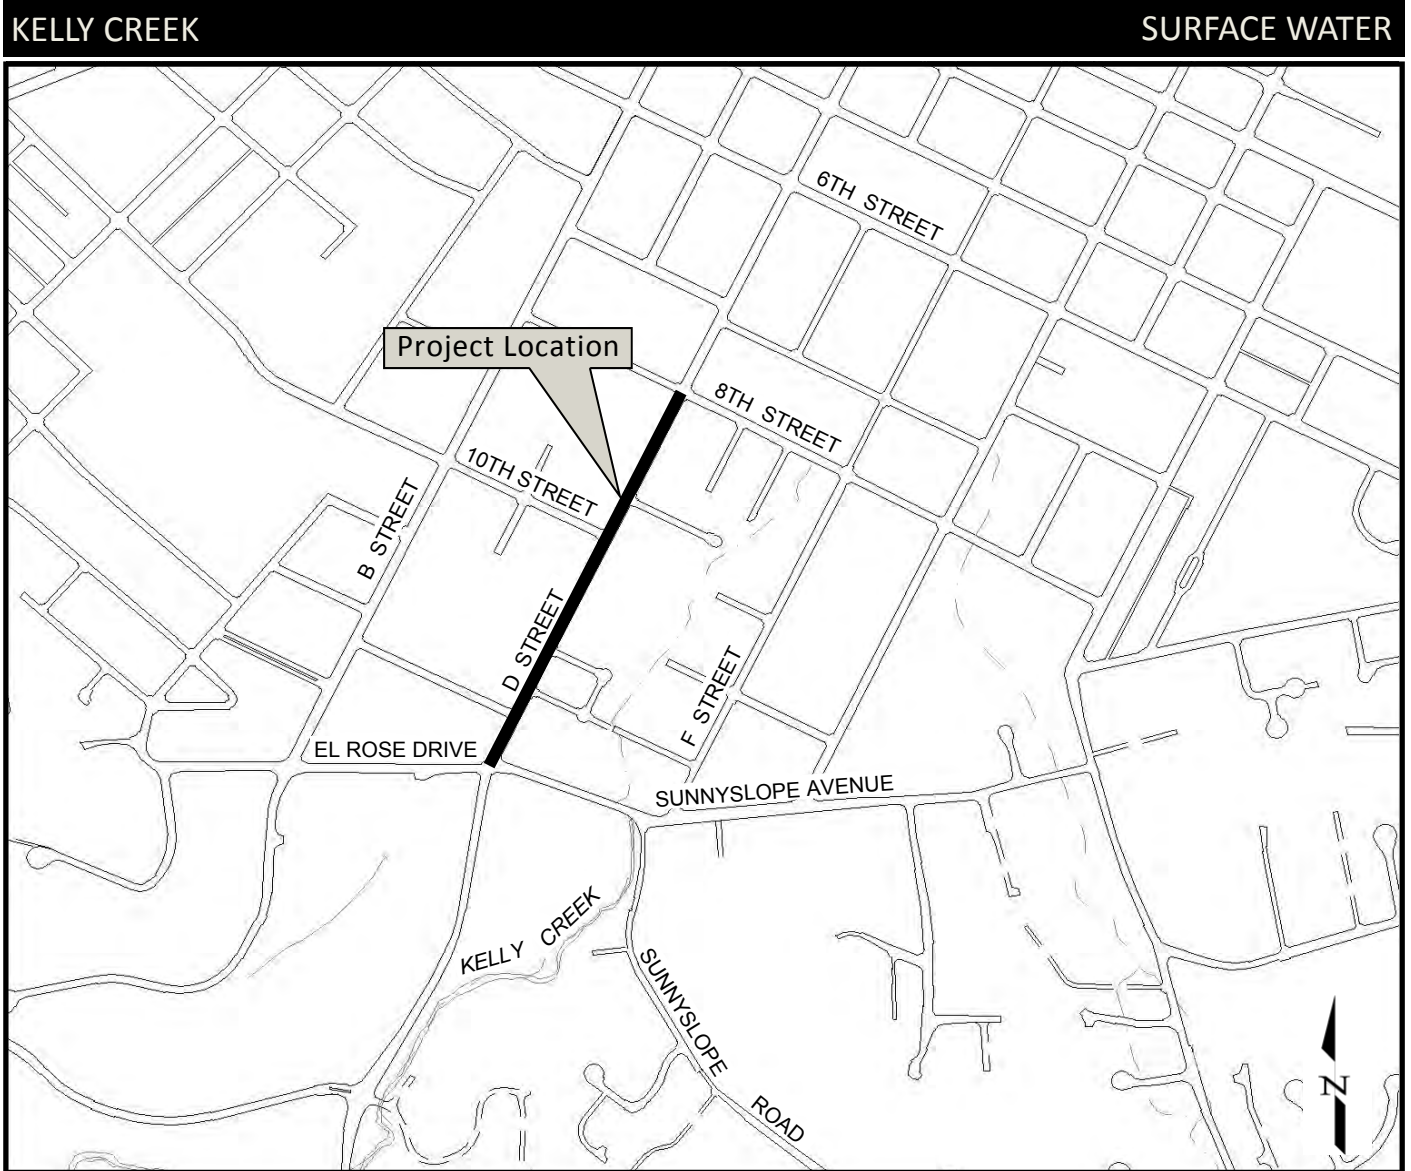 KELLY CREEK
SURFACE WATER
6TH STREET
Project Location
8TH STREET
10TH STREET
B STREET
D STREET
F STREET
EL ROSE DRIVE
SUNNYSLOPE AVENUE
KELLY CREEK
SUNNYSLOPE ROAD
N